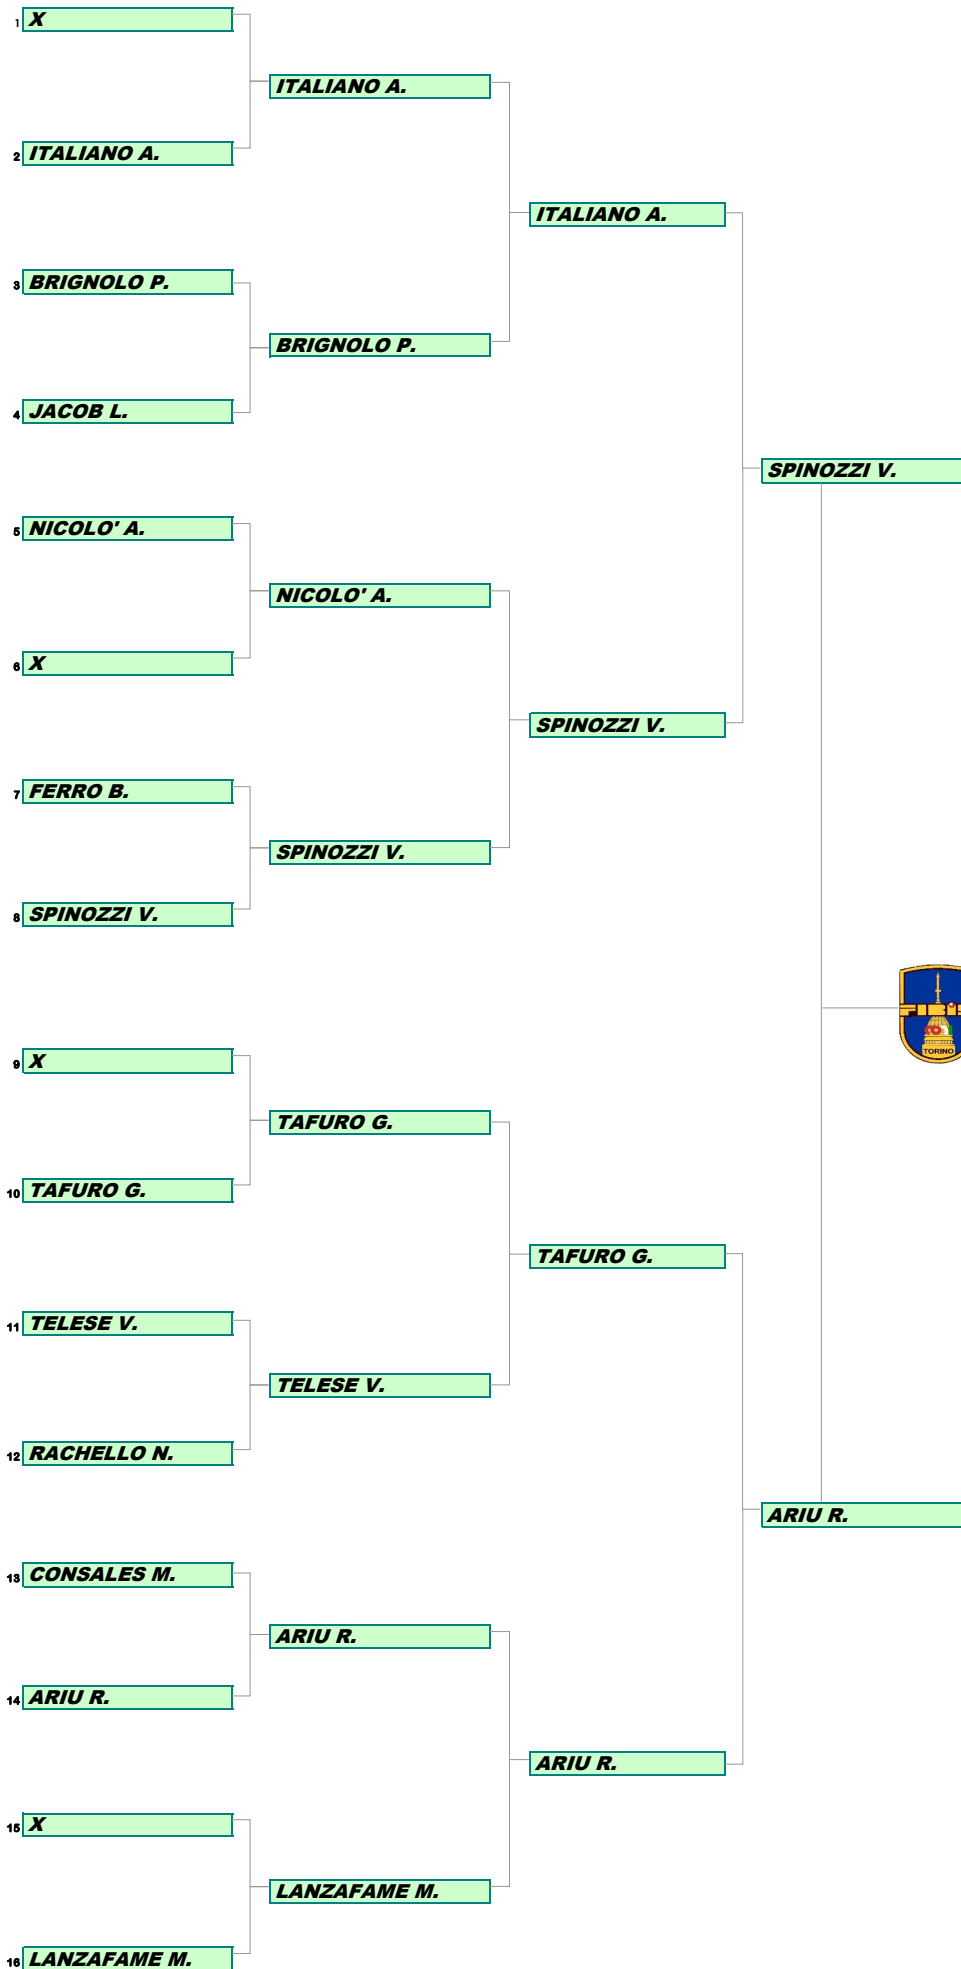 1 X
ITALIANO A.
2 ITALIANO A.
ITALIANO A.
3 BRIGNOLO P.
BRIGNOLO P.
4 JACOB L.
SPINOZZI V.
5 NICOLO' A.
NICOLO' A.
6 X
SPINOZZI V.
7 FERRO B.
SPINOZZI V.
8 SPINOZZI V.
FIBIS
TORINO
9 X
TAFURO G.
10 TAFURO G.
TAFURO G.
11 TELESE V.
TELESE V.
12 RACHELLO N.
ARIU R.
13 CONSALES M.
ARIU R.
14 ARIU R.
ARIU R.
15 X
LANZAFAME M.
16 LANZAFAME M.